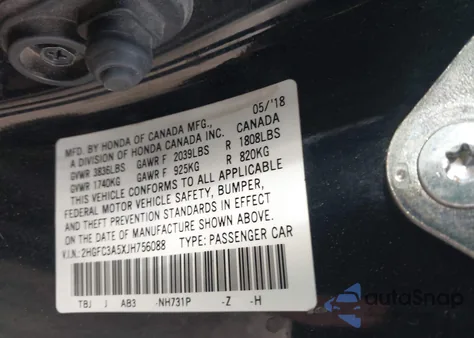 MFD. BY HONDA OF CANADA MFG., 05/'18
A DIVISION OF HONDA CANADA INC. CANADA
GVWR 3836LBS GAWR F 2039LBS R 1808LBS
GVWR 1740KG GAWR F 925KG R 820KG
THIS VEHICLE CONFORMS TO ALL APPLICABLE
FEDERAL MOTOR VEHICLE SAFETY, BUMPER,
AND THEFT PREVENTION STANDARDS IN EFFECT
ON THE DATE OF MANUFACTURE SHOWN ABOVE.
V.I.N.:2HGFC3A5XJH756088 TYPE: PASSENGER CAR
TBJ J AB3 -NH731P -Z -H
autoSnap